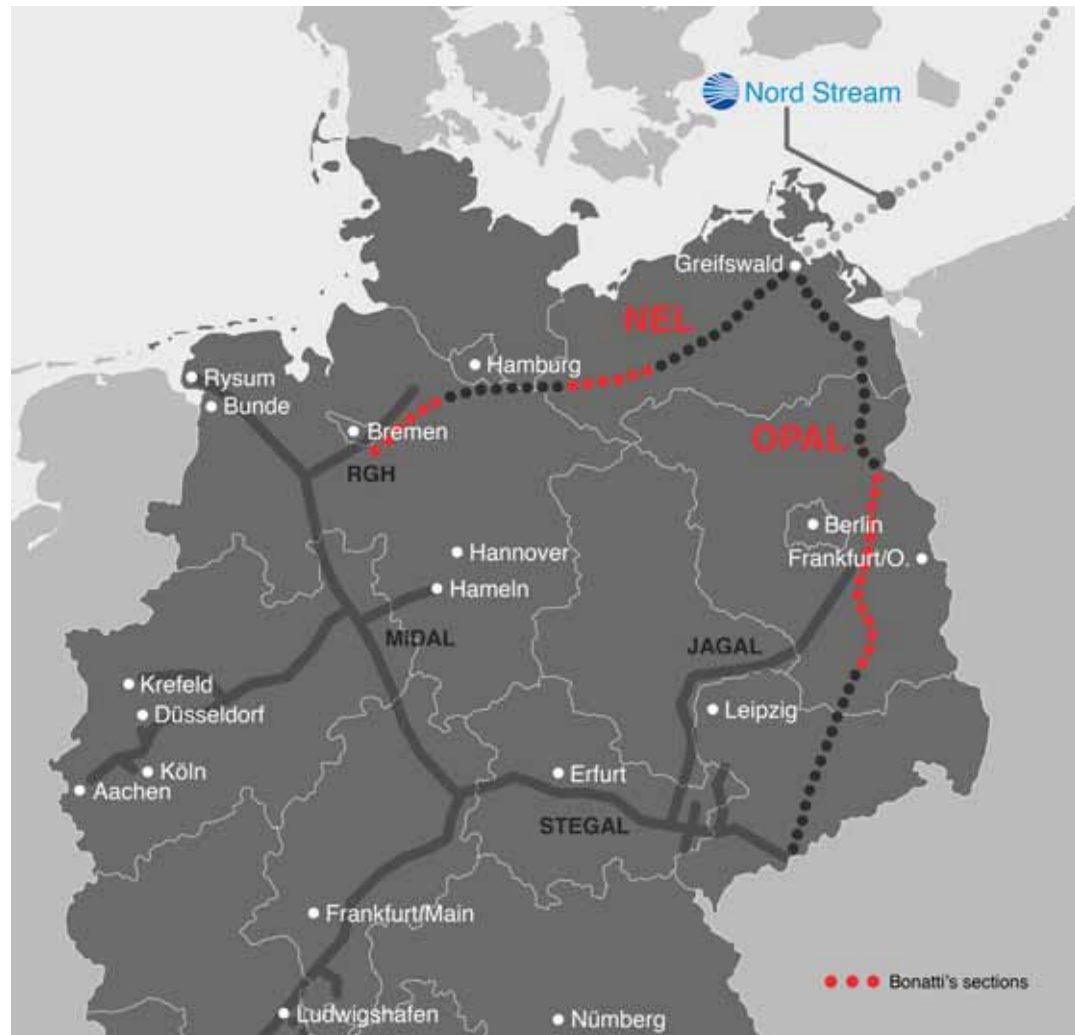 Nord Stream
Greifswald
NEL
Hamburg
Rysum
Bunde
OPAL
Bremen
RGH
Berlin
Hannover
Frankfurt/O.
Hameln
MIDAL
JAGAL
Krefeld
Leipzig
Düsseldorf
Köln
Erfurt
Aachen
STEGAL
Frankfurt/Main
Bonatti's sections
Ludwigshafen
Nümberg